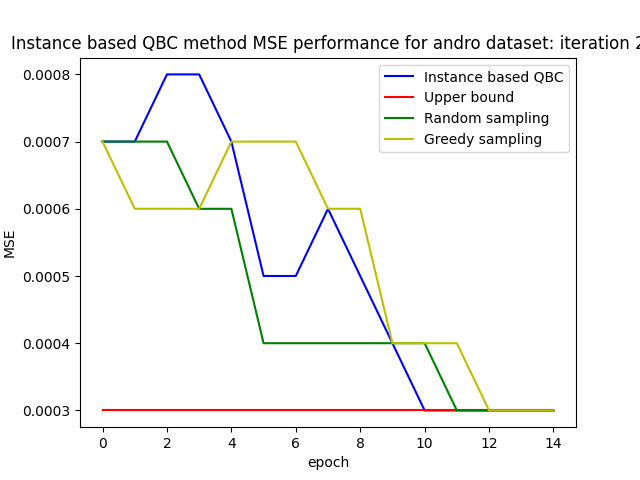 Instance based QBC method MSE performance for andro dataset: iteration 2
Instance based QBC
Upper bound
Random sampling
Greedy sampling
MSE
0.0008
0.0007
0.0006
0.0005
0.0004
0.0003
0 2 4 6 8 10 12 14
epoch